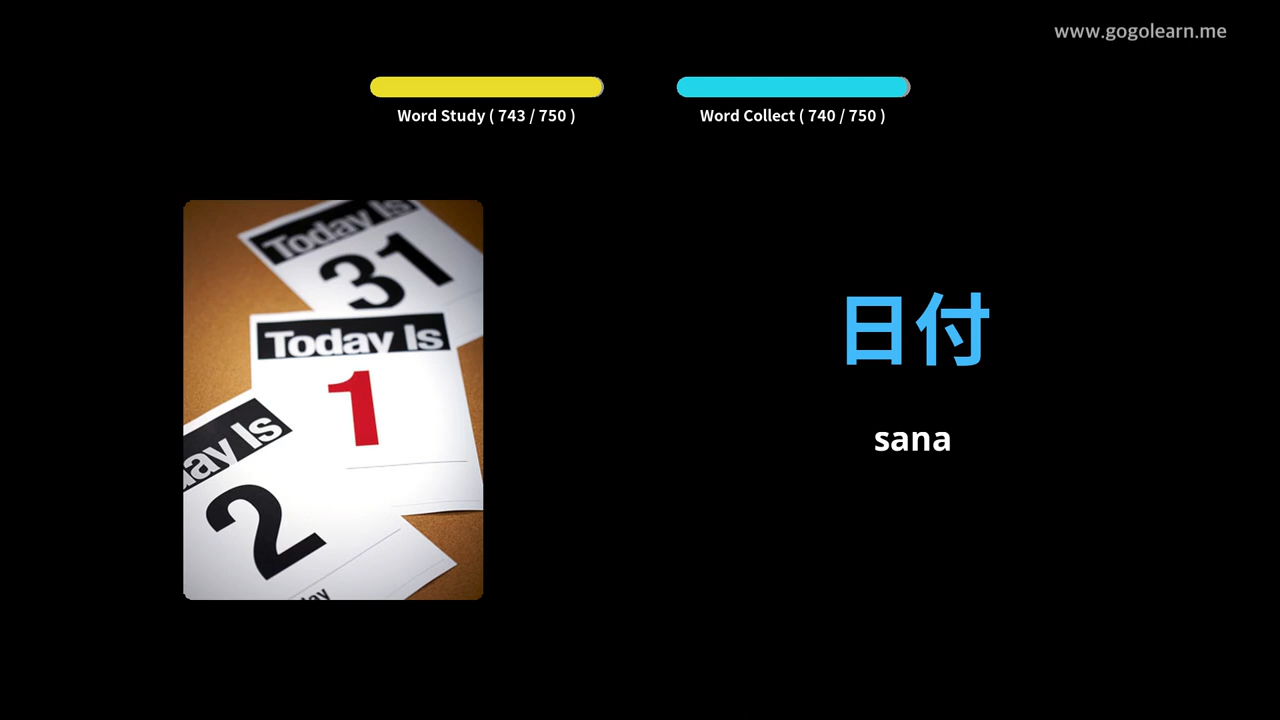 www.gogolearn.me
Word Study ( 743 / 750 )
Word Collect ( 740 / 750 )
Today Is
31
Today Is
1
ay Is
2
日付
sana